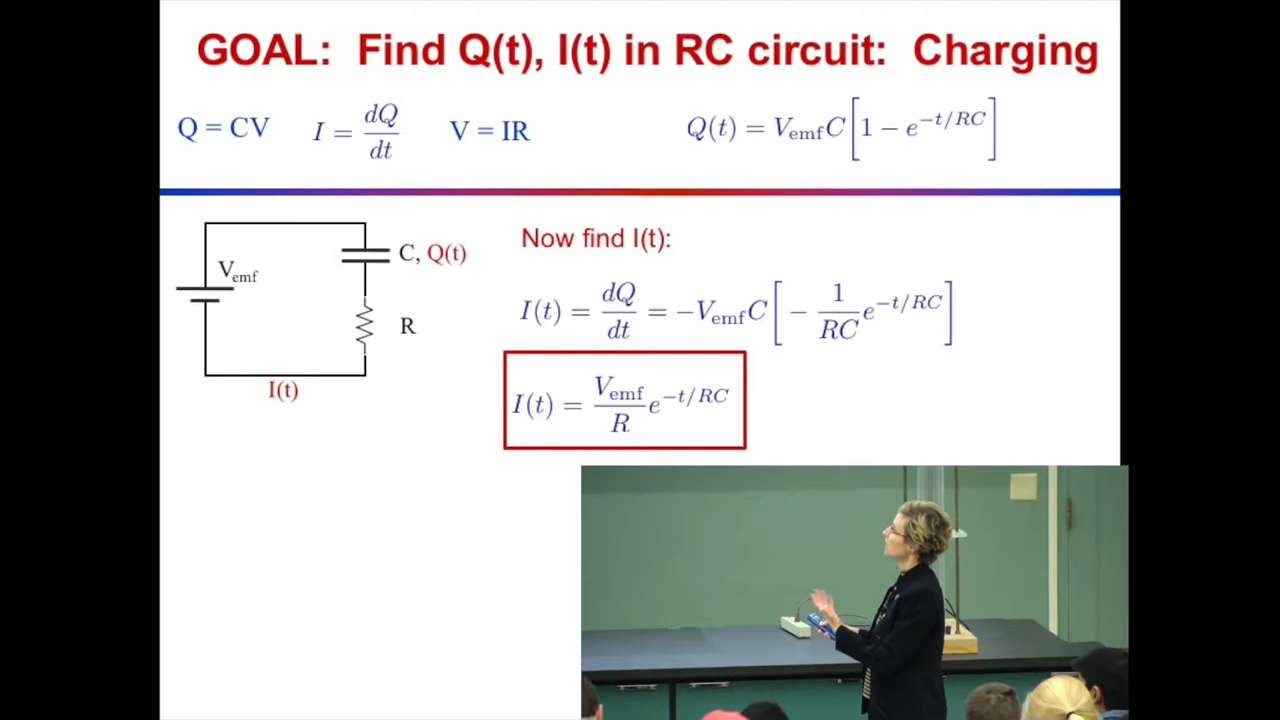 GOAL: Find Q(t), I(t) in RC circuit: Charging
Q = CV
I = dQ/dt
V = IR
Q(t) = V_emf C [1 − e^{−t/RC}]
V_emf
C, Q(t)
R
I(t)
Now find I(t):
I(t) = dQ/dt = −V_emf C [− 1/RC e^{−t/RC}]
I(t) = V_emf/R e^{−t/RC}